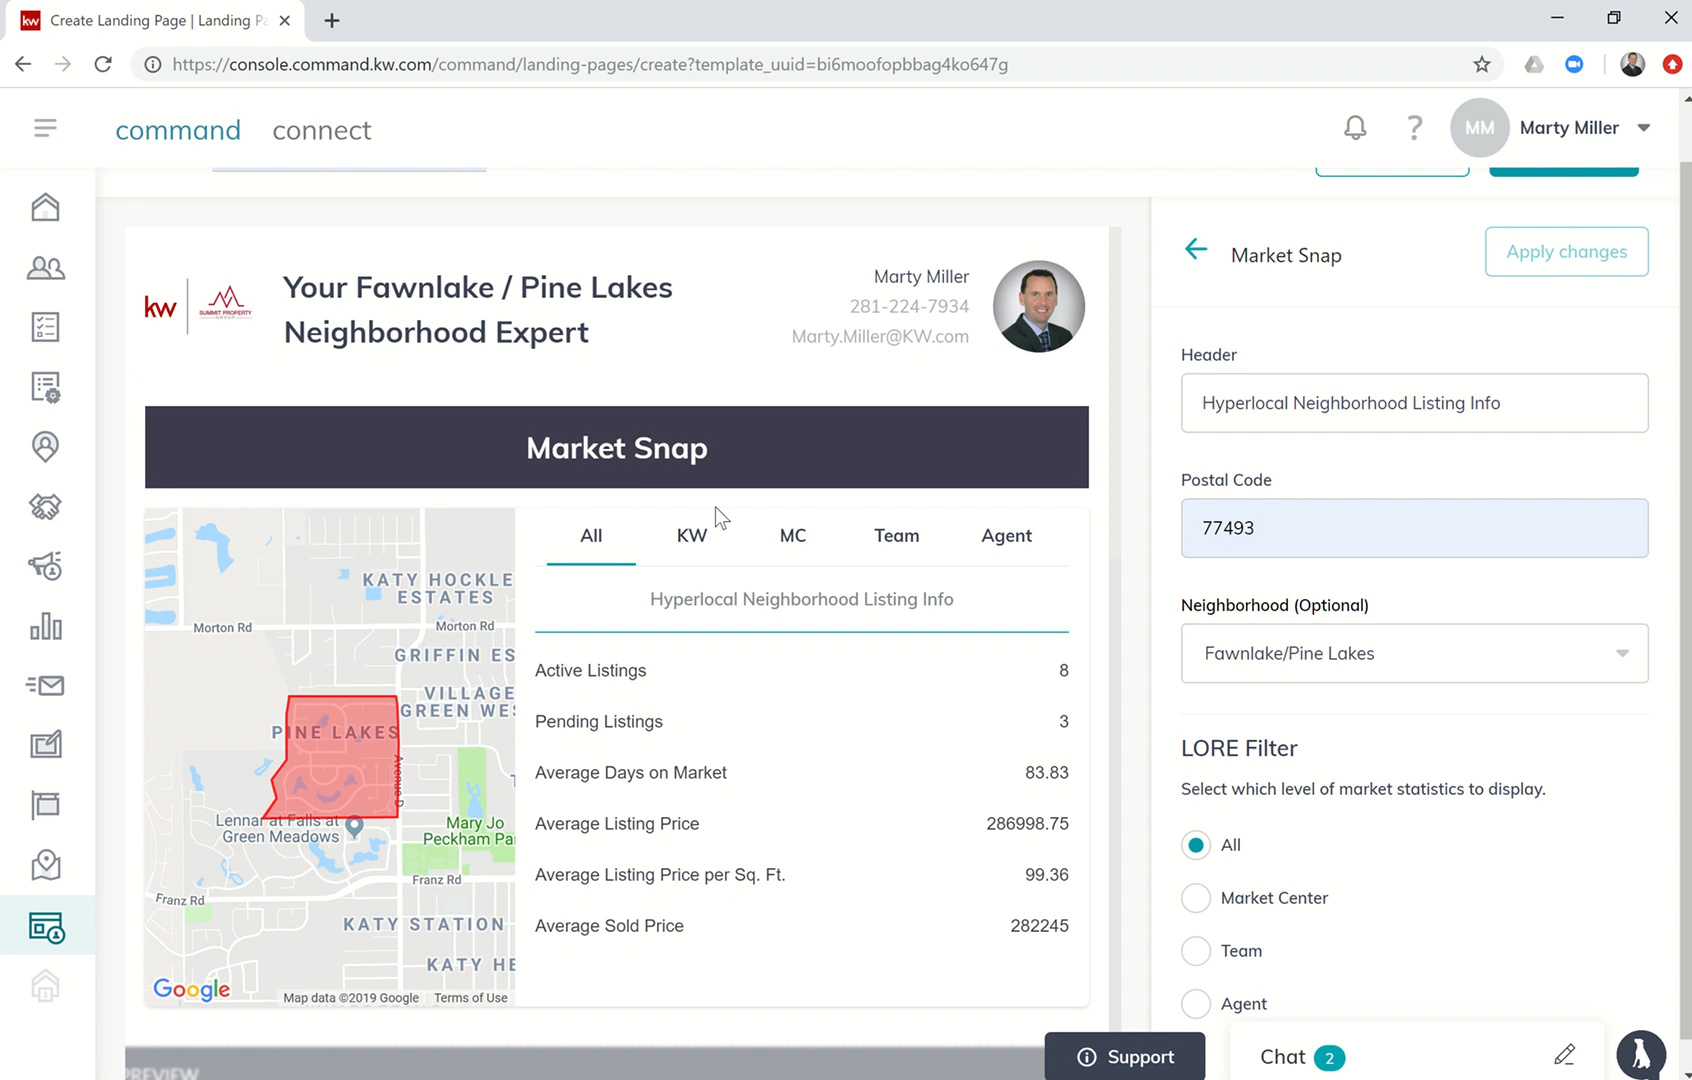 kw Create Landing Page | Landing Pa
https://console.command.kw.com/command/landing-pages/create?template_uuid=bi6moofopbbag4ko647g
command connect
? MM Marty Miller
kw
SUMMIT PROPERTY
GROUP
Your Fawnlake / Pine Lakes
Neighborhood Expert
Marty Miller
281-224-7934
Marty.Miller@KW.com
Market Snap
All KW MC Team Agent
Hyperlocal Neighborhood Listing Info
Active Listings 8
Pending Listings 3
Average Days on Market 83.83
Average Listing Price 286998.75
Average Listing Price per Sq. Ft. 99.36
Average Sold Price 282245
KATY HOCKLE
ESTATES
Morton Rd
Morton Rd
GRIFFIN ES
VILLAGE
GREEN WES
PINE LAKES
Avenue D
Lennar at Falls at
Green Meadows
Mary Jo
Peckham Par
Franz Rd
Franz Rd
KATY STATION
KATY HE
Google
Map data ©2019 Google Terms of Use
PREVIEW
Market Snap
Apply changes
Header
Hyperlocal Neighborhood Listing Info
Postal Code
77493
Neighborhood (Optional)
Fawnlake/Pine Lakes
LORE Filter
Select which level of market statistics to display.
All
Market Center
Team
Agent
Support
Chat 2